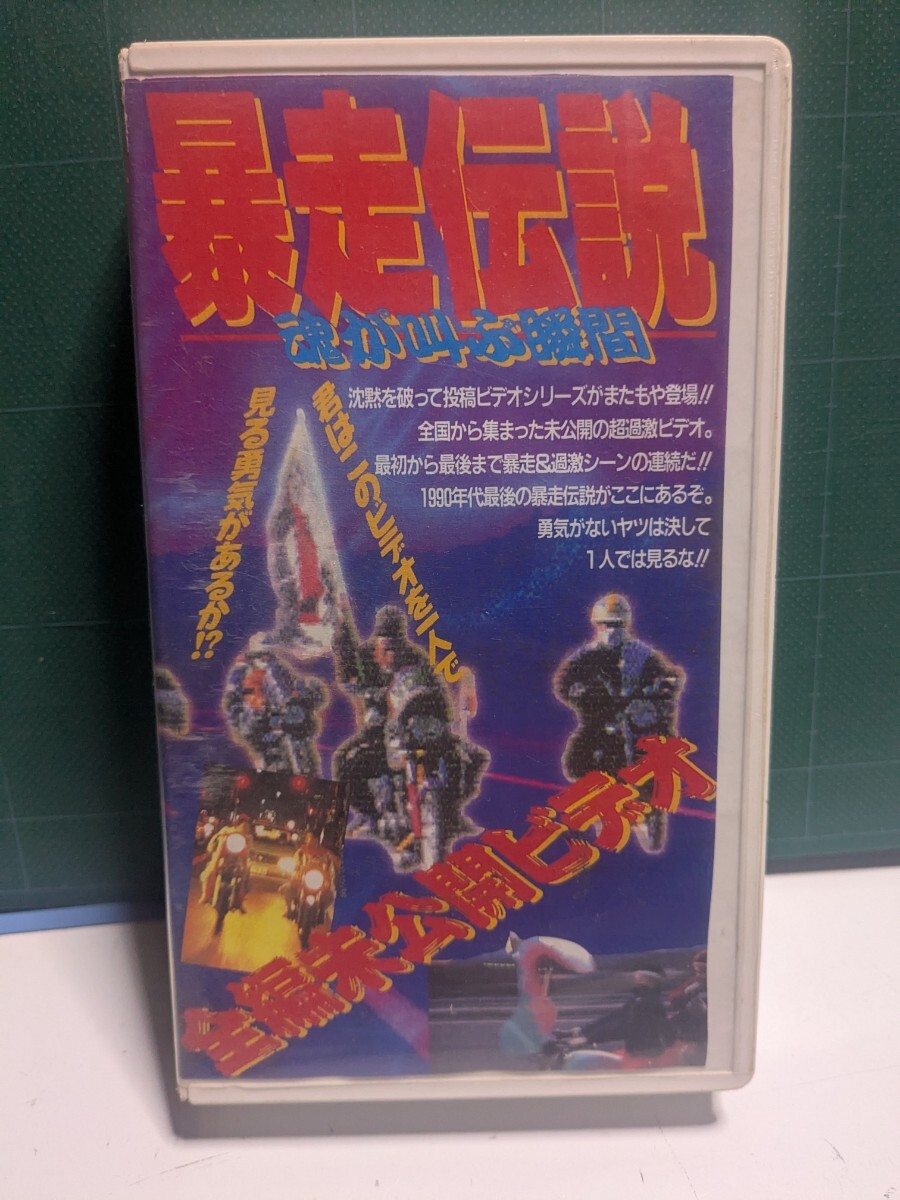 暴走伝説
魂が叫ぶ瞬間
沈黙を破って投稿ビデオシリーズがまたもや登場!!
全国から集まった未公開の超過激ビデオ。
最初から最後まで暴走&過激シーンの連続だ!!
1990年代最後の暴走伝説がここにあるぞ。
勇気がないヤツは決して
1人では見るな!!
君はこのビデオを一人で
見る勇気があるか!?
全編未公開ビデオ